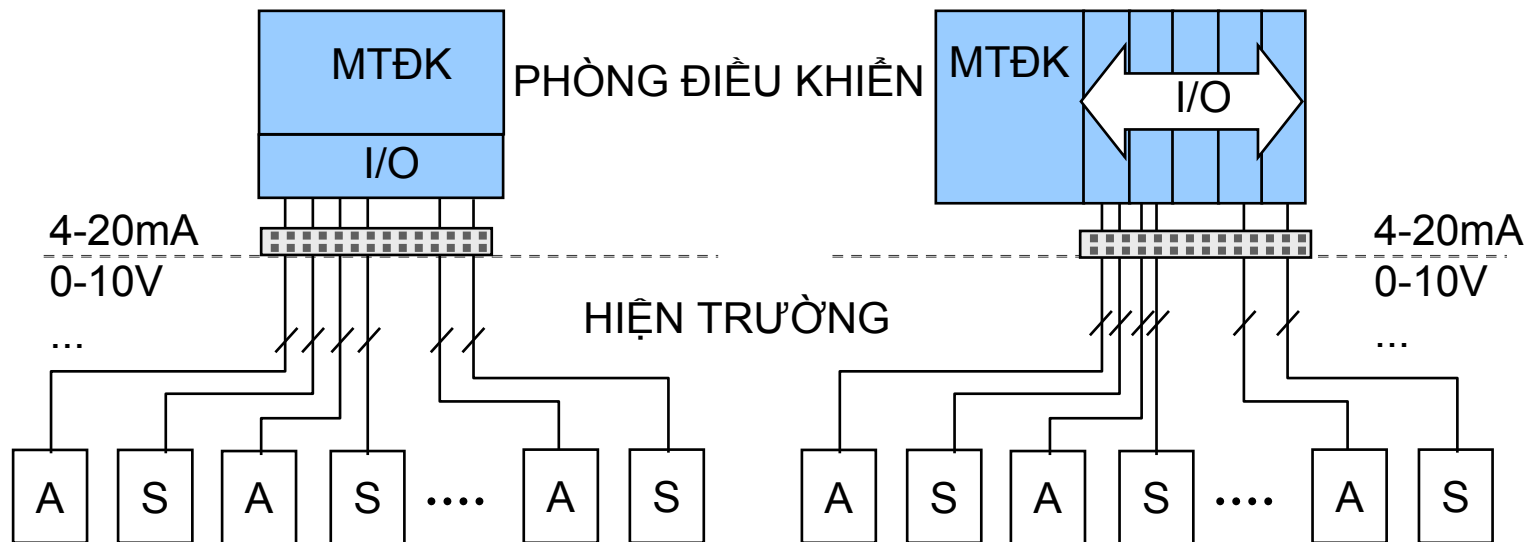 MTĐK
I/O
PHÒNG ĐIỀU KHIỂN
MTĐK
I/O
4-20mA
0-10V
...
HIỆN TRƯỜNG
4-20mA
0-10V
...
A S A S .... A S
A S A S .... A S